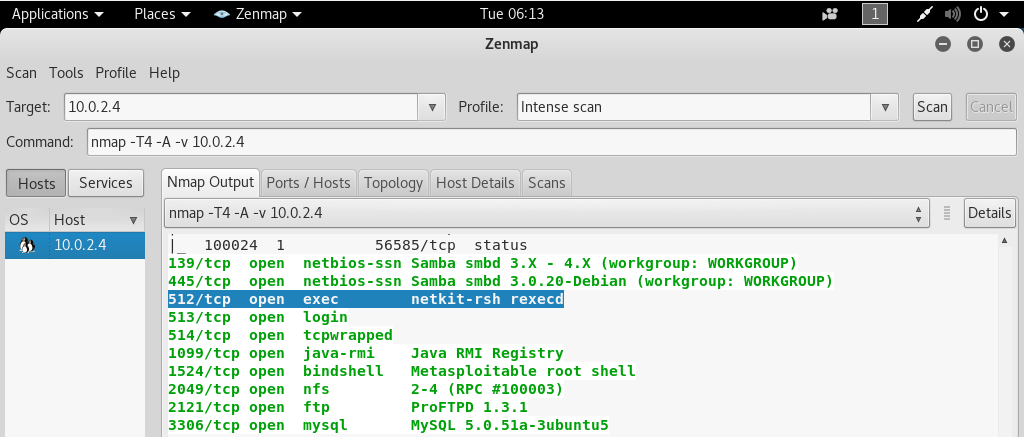 Applications Places Zenmap Tue 06:13 1
Zenmap
Scan Tools Profile Help
Target: 10.0.2.4 Profile: Intense scan Scan Cancel
Command: nmap -T4 -A -v 10.0.2.4
Hosts Services Nmap Output Ports / Hosts Topology Host Details Scans
OS Host nmap -T4 -A -v 10.0.2.4 Details
10.0.2.4
|_ 100024 1 56585/tcp status
139/tcp open netbios-ssn Samba smbd 3.X - 4.X (workgroup: WORKGROUP)
445/tcp open netbios-ssn Samba smbd 3.0.20-Debian (workgroup: WORKGROUP)
512/tcp open exec netkit-rsh rexecd
513/tcp open login
514/tcp open tcpwrapped
1099/tcp open java-rmi Java RMI Registry
1524/tcp open bindshell Metasploitable root shell
2049/tcp open nfs 2-4 (RPC #100003)
2121/tcp open ftp ProFTPD 1.3.1
3306/tcp open mysql MySQL 5.0.51a-3ubuntu5